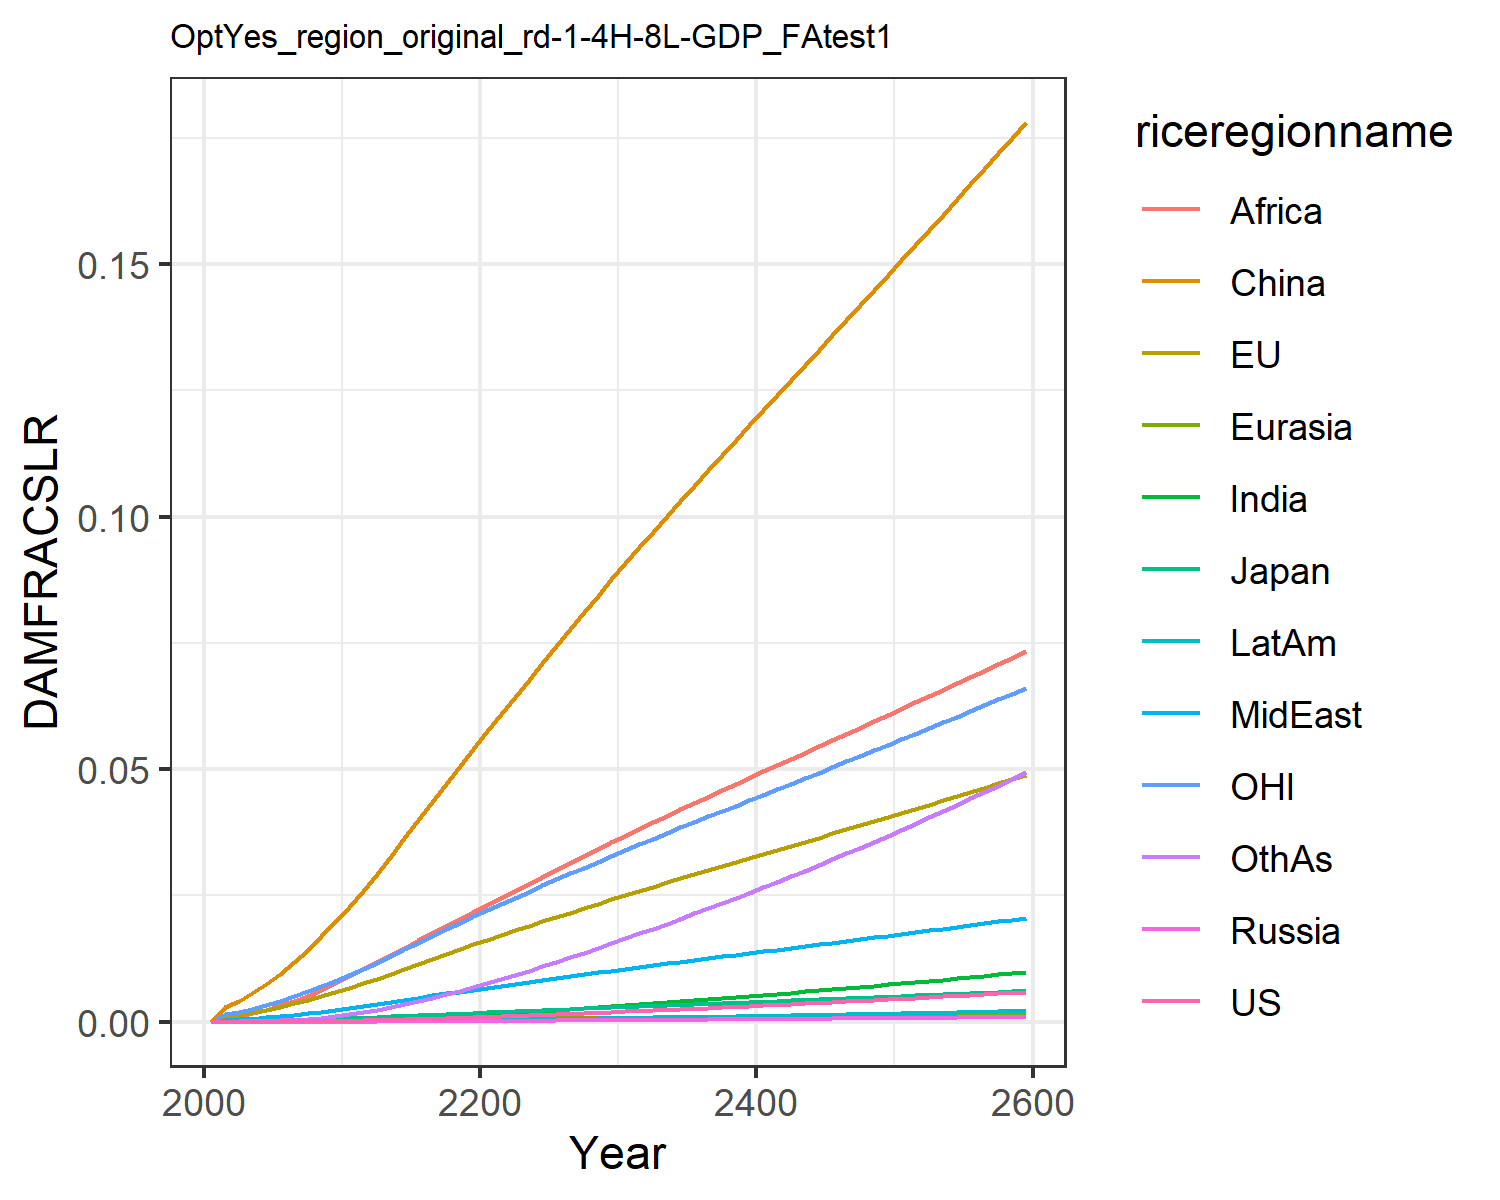 OptYes_region_original_rd-1-4H-8L-GDP_FAtest1
DAMFRACSLR
0.15
0.10
0.05
0.00
2000 2200 2400 2600
Year
riceregionname
Africa
China
EU
Eurasia
India
Japan
LatAm
MidEast
OHI
OthAs
Russia
US